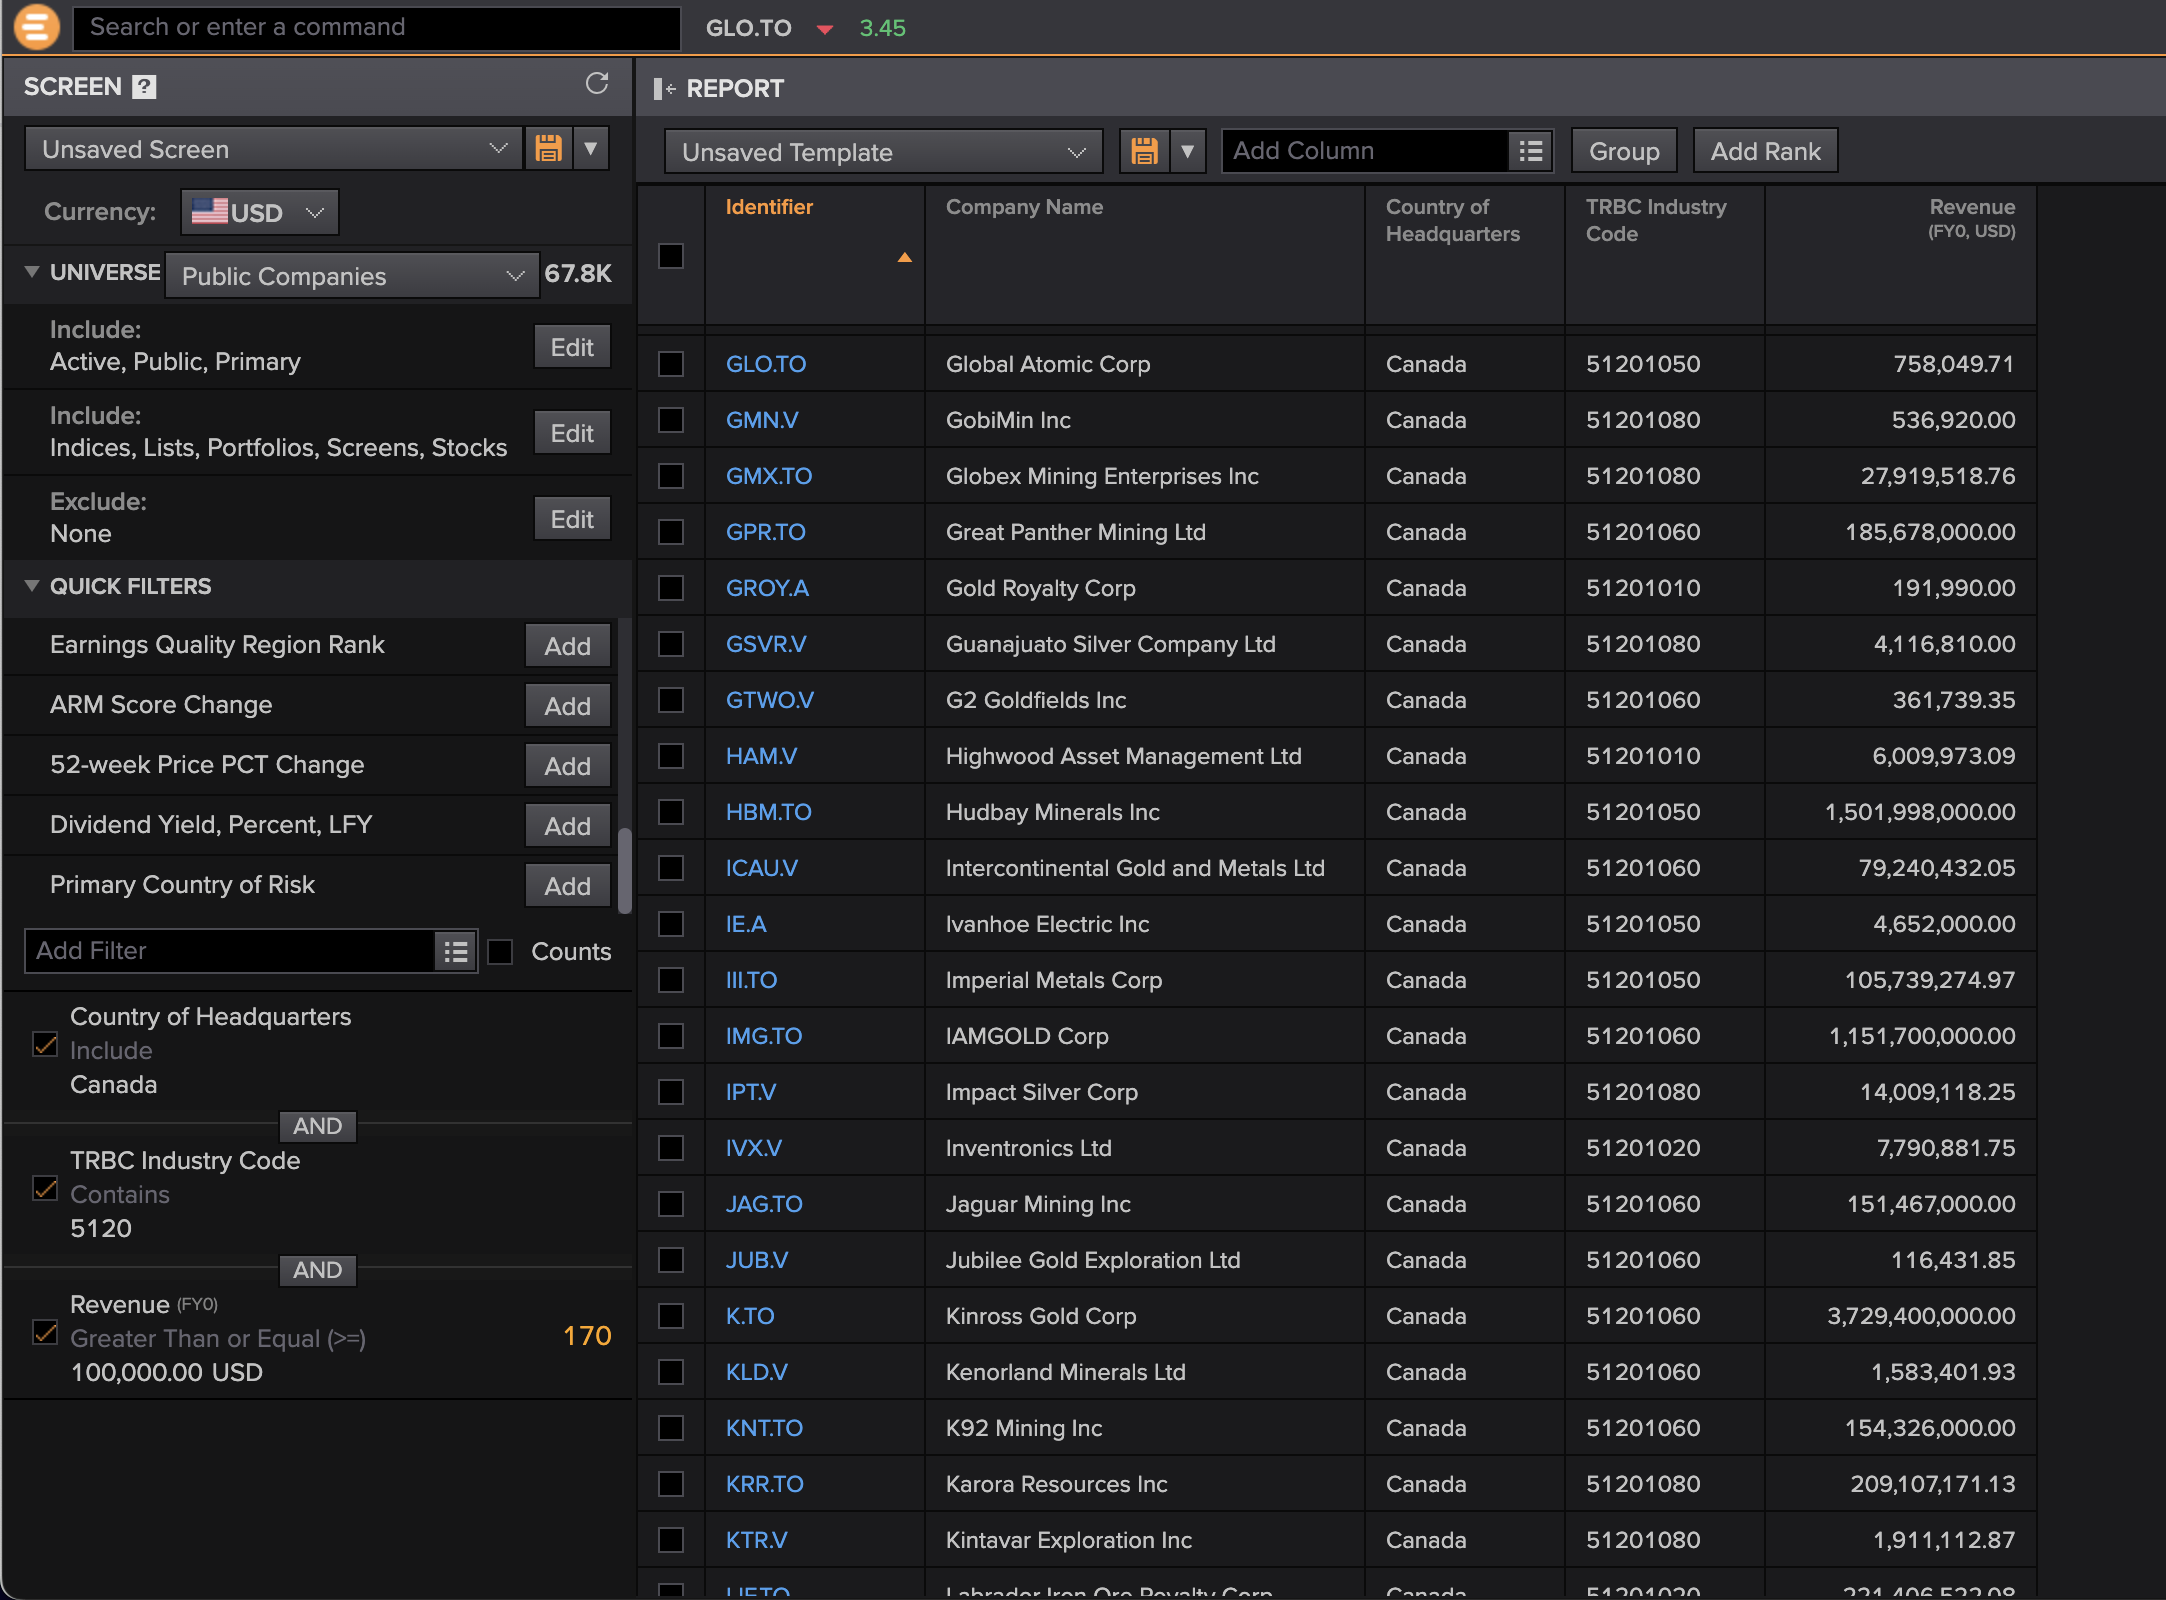 Search or enter a command
GLO.TO 3.45
SCREEN ?
Unsaved Screen
Currency: USD
UNIVERSE Public Companies 67.8K
Include:
Active, Public, Primary
Edit
Include:
Indices, Lists, Portfolios, Screens, Stocks
Edit
Exclude:
None
Edit
QUICK FILTERS
Earnings Quality Region Rank Add
ARM Score Change Add
52-week Price PCT Change Add
Dividend Yield, Percent, LFY Add
Primary Country of Risk Add
Add Filter Counts
Country of Headquarters
Include
Canada
AND
TRBC Industry Code
Contains
5120
AND
Revenue (FY0)
Greater Than or Equal (>=) 170
100,000.00 USD
REPORT
Unsaved Template Add Column Group Add Rank
Identifier Company Name Country of Headquarters TRBC Industry Code Revenue (FY0, USD)
GLO.TO Global Atomic Corp Canada 51201050 758,049.71
GMN.V GobiMin Inc Canada 51201080 536,920.00
GMX.TO Globex Mining Enterprises Inc Canada 51201080 27,919,518.76
GPR.TO Great Panther Mining Ltd Canada 51201060 185,678,000.00
GROY.A Gold Royalty Corp Canada 51201010 191,990.00
GSVR.V Guanajuato Silver Company Ltd Canada 51201080 4,116,810.00
GTWO.V G2 Goldfields Inc Canada 51201060 361,739.35
HAM.V Highwood Asset Management Ltd Canada 51201010 6,009,973.09
HBM.TO Hudbay Minerals Inc Canada 51201050 1,501,998,000.00
ICAU.V Intercontinental Gold and Metals Ltd Canada 51201060 79,240,432.05
IE.A Ivanhoe Electric Inc Canada 51201050 4,652,000.00
III.TO Imperial Metals Corp Canada 51201050 105,739,274.97
IMG.TO IAMGOLD Corp Canada 51201060 1,151,700,000.00
IPT.V Impact Silver Corp Canada 51201080 14,009,118.25
IVX.V Inventronics Ltd Canada 51201020 7,790,881.75
JAG.TO Jaguar Mining Inc Canada 51201060 151,467,000.00
JUB.V Jubilee Gold Exploration Ltd Canada 51201060 116,431.85
K.TO Kinross Gold Corp Canada 51201060 3,729,400,000.00
KLD.V Kenorland Minerals Ltd Canada 51201060 1,583,401.93
KNT.TO K92 Mining Inc Canada 51201060 154,326,000.00
KRR.TO Karora Resources Inc Canada 51201080 209,107,171.13
KTR.V Kintavar Exploration Inc Canada 51201080 1,911,112.87
Labrador Iron Ore Royalty Corp Canada 51201020 221,406,522.08